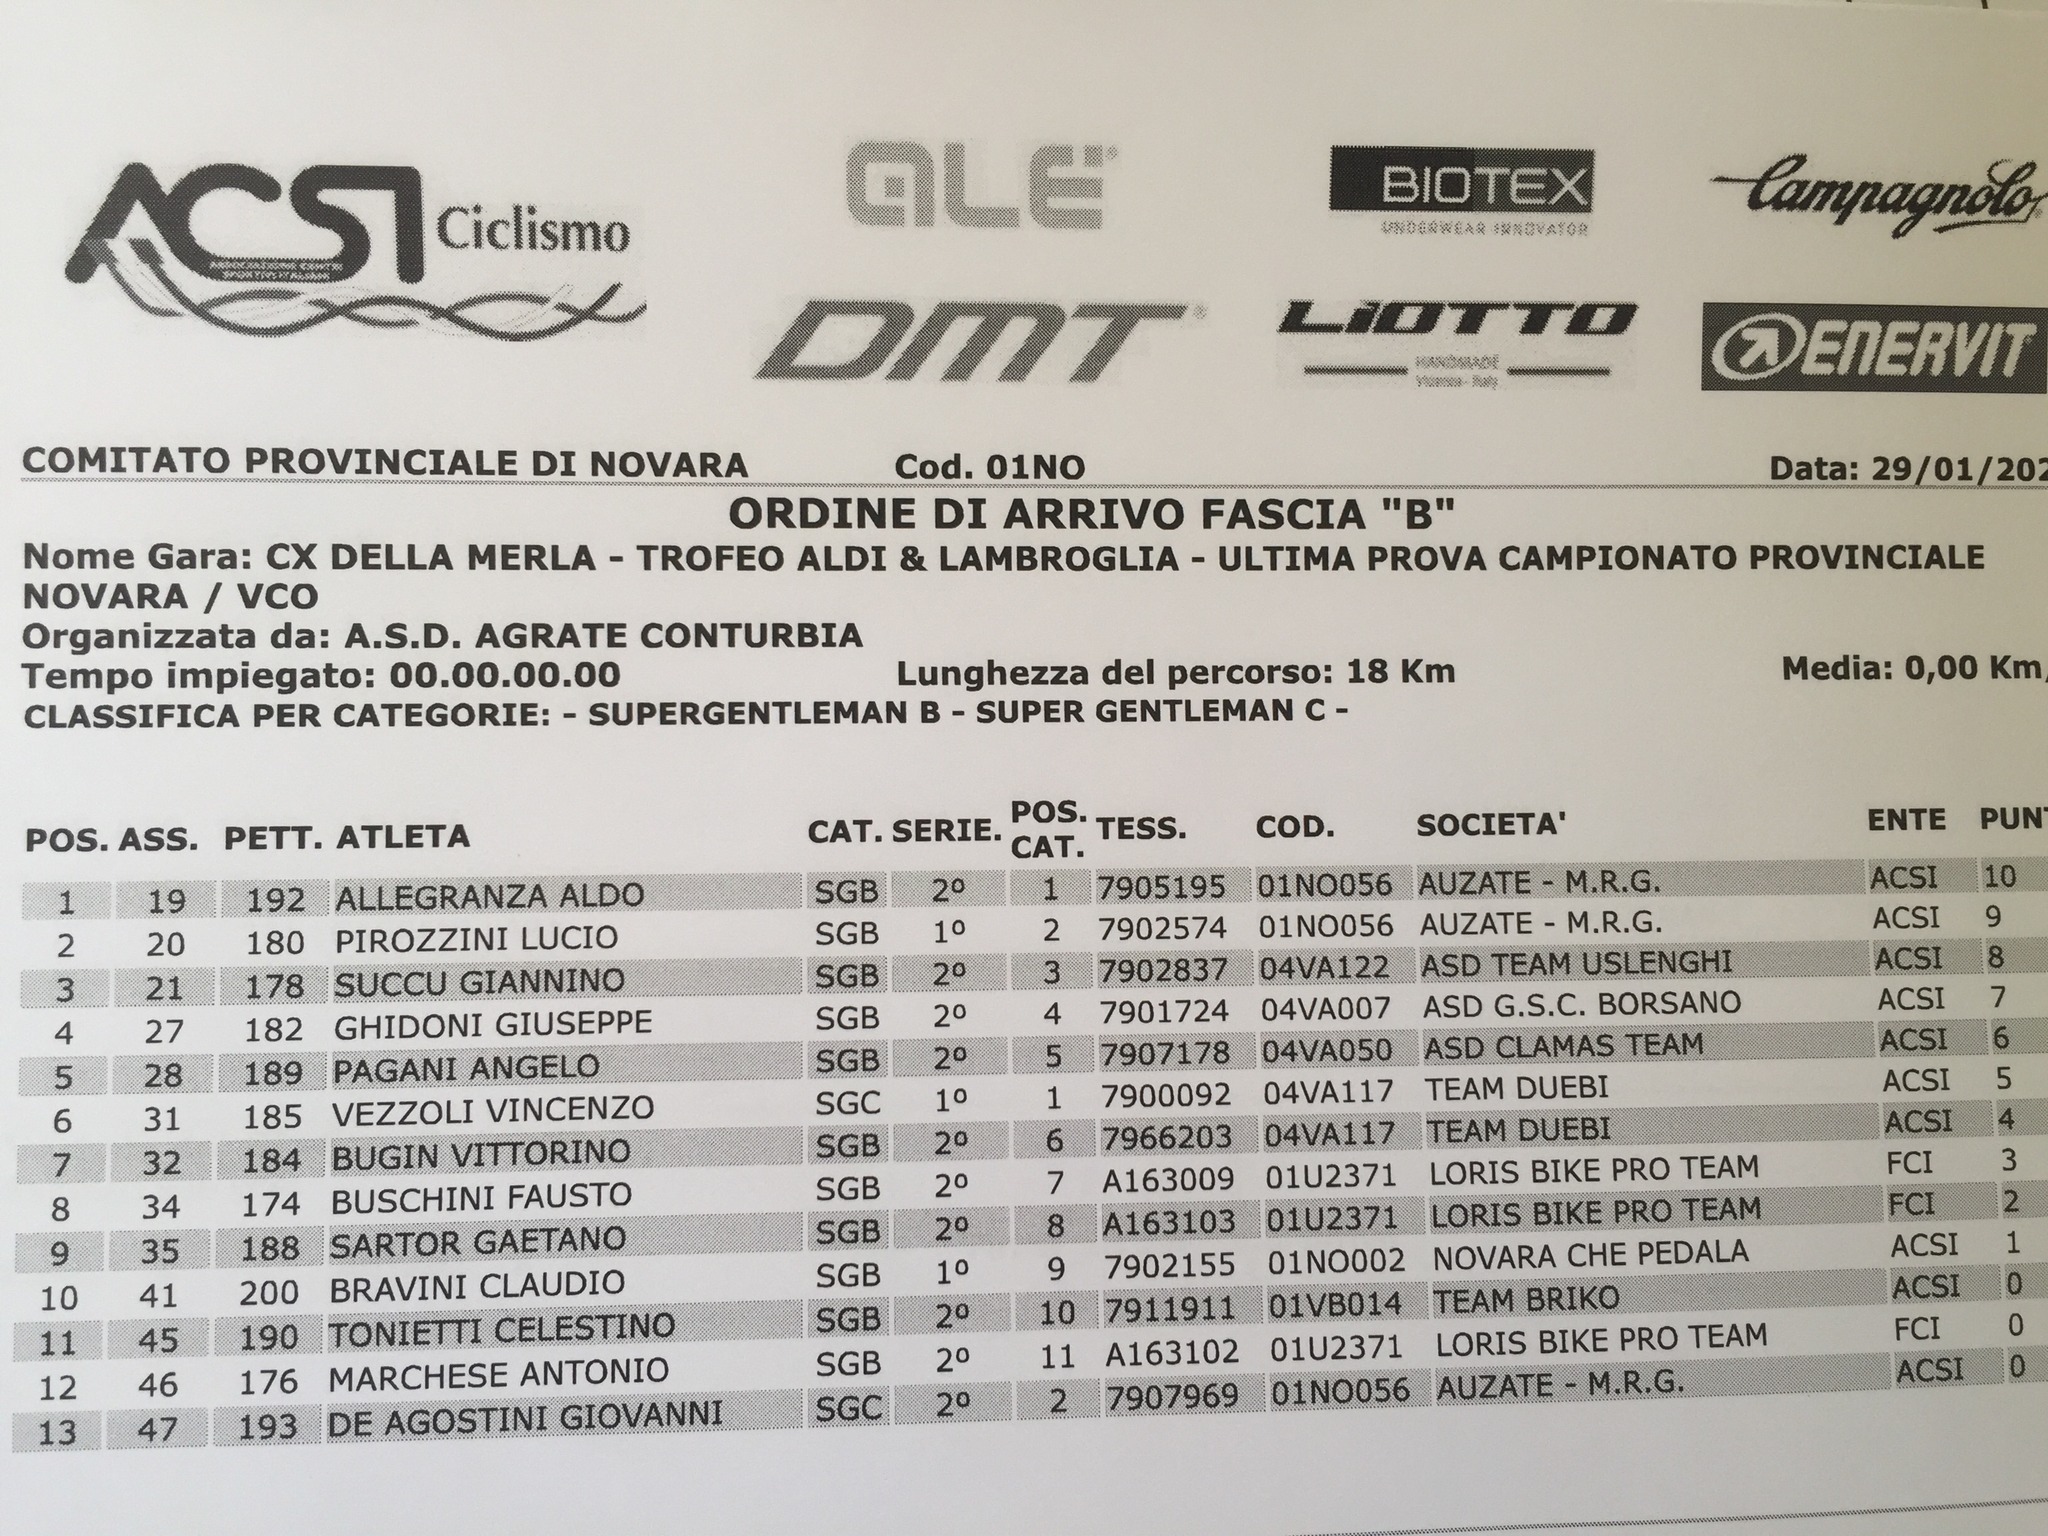 ACSI Ciclismo
ASSOCIAZIONE CENTRI
SPORTIVI ITALIANI
ALÉ
BIOTEX
UNDERWEAR INNOVATOR
Campagnolo
DMT
LIOTTO
HANDMADE
Vicenza - Italy
ENERVIT
COMITATO PROVINCIALE DI NOVARA Cod. 01NO Data: 29/01/202
ORDINE DI ARRIVO FASCIA "B"
Nome Gara: CX DELLA MERLA - TROFEO ALDI & LAMBROGLIA - ULTIMA PROVA CAMPIONATO PROVINCIALE
NOVARA / VCO
Organizzata da: A.S.D. AGRATE CONTURBIA
Tempo impiegato: 00.00.00.00 Lunghezza del percorso: 18 Km Media: 0,00 Km/
CLASSIFICA PER CATEGORIE: - SUPERGENTLEMAN B - SUPER GENTLEMAN C -
POS. ASS. PETT. ATLETA CAT. SERIE. POS. CAT. TESS. COD. SOCIETA' ENTE PUNT
1 19 192 ALLEGRANZA ALDO SGB 2º 1 7905195 01NO056 AUZATE - M.R.G. ACSI 10
2 20 180 PIROZZINI LUCIO SGB 1º 2 7902574 01NO056 AUZATE - M.R.G. ACSI 9
3 21 178 SUCCU GIANNINO SGB 2º 3 7902837 04VA122 ASD TEAM USLENGHI ACSI 8
4 27 182 GHIDONI GIUSEPPE SGB 2º 4 7901724 04VA007 ASD G.S.C. BORSANO ACSI 7
5 28 189 PAGANI ANGELO SGB 2º 5 7907178 04VA050 ASD CLAMAS TEAM ACSI 6
6 31 185 VEZZOLI VINCENZO SGC 1º 1 7900092 04VA117 TEAM DUEBI ACSI 5
7 32 184 BUGIN VITTORINO SGB 2º 6 7966203 04VA117 TEAM DUEBI ACSI 4
8 34 174 BUSCHINI FAUSTO SGB 2º 7 A163009 01U2371 LORIS BIKE PRO TEAM FCI 3
9 35 188 SARTOR GAETANO SGB 2º 8 A163103 01U2371 LORIS BIKE PRO TEAM FCI 2
10 41 200 BRAVINI CLAUDIO SGB 1º 9 7902155 01NO002 NOVARA CHE PEDALA ACSI 1
11 45 190 TONIETTI CELESTINO SGB 2º 10 7911911 01VB014 TEAM BRIKO ACSI 0
12 46 176 MARCHESE ANTONIO SGB 2º 11 A163102 01U2371 LORIS BIKE PRO TEAM FCI 0
13 47 193 DE AGOSTINI GIOVANNI SGC 2º 2 7907969 01NO056 AUZATE - M.R.G. ACSI 0